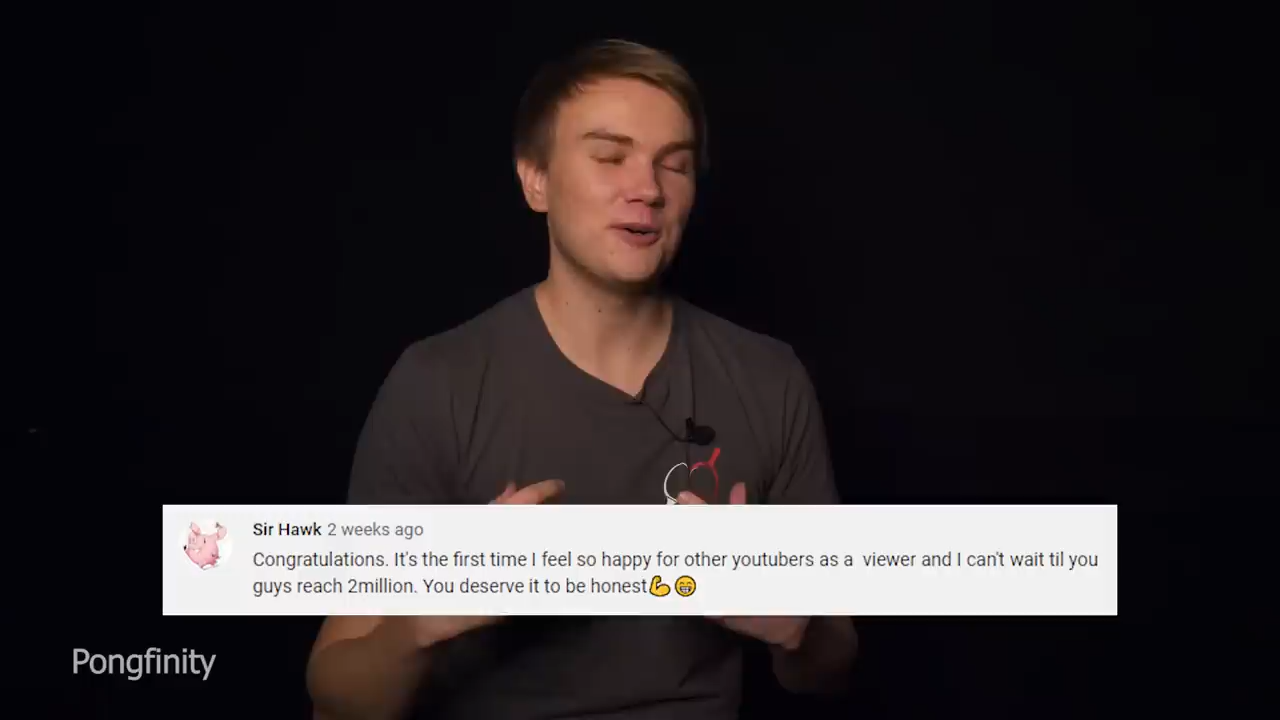 Sir Hawk 2 weeks ago
Congratulations. It's the first time I feel so happy for other youtubers as a  viewer and I can't wait til you
guys reach 2million. You deserve it to be honest💪😁
Pongfinity